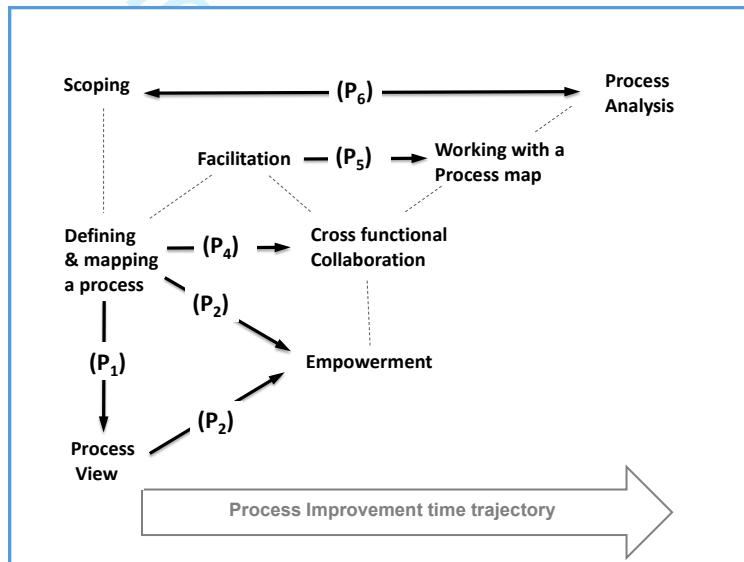 Scoping
(P6)
Process
Analysis
Facilitation
(P5)
Working with a
Process map
Defining
& mapping
a process
(P4)
Cross functional
Collaboration
(P2)
(P1)
Empowerment
(P2)
Process
View
Process Improvement time trajectory